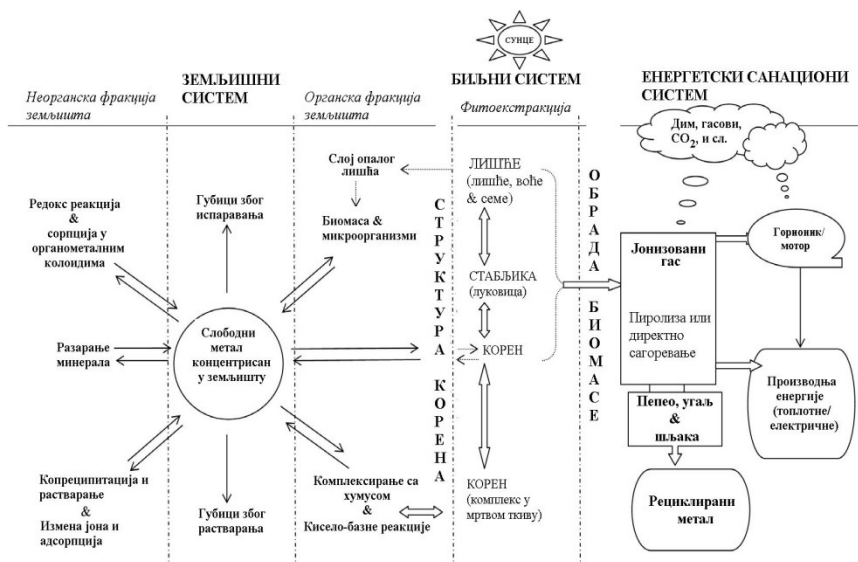 СУНЦЕ
ЗЕМЉИШНИ
СИСТЕМ
БИЉНИ СИСТЕМ
ЕНЕРГЕТСКИ САНАЦИОНИ
СИСТЕМ
Неорганска фракција
земљишта
Органска фракција
земљишта
Фитоекстракција
Дим, гасови,
CO2, и сл.
Слој опалог
лишћа
ЛИШЋЕ
(лишће, воће
& семе)
Редокс реакција
&
сорпција у
органометалним
колоидима
Губици због
испаравања
Биомаса &
микроорганизми
СТРУКТУРА КОРЕНА
ОБРАДА БИОМАСЕ
Јонизовани
гас
Горионик/
мотор
СТАБЉИКА
(луковица)
Пиролиза или
директно
сагоревање
Слободни
метал
концентрисан
у земљишту
Разарање
минерала
КОРЕН
Производња
енергије
(топлотне/
електричне)
Пепео, угаљ
&
шљака
Копреципитација и
растварање
&
Измена јона и
адсорпција
Губици због
растварања
Комплексирање са
хумусом
&
Кисело-базне реакције
КОРЕН
(комплекс у
мртвом ткиву)
Рециклирани
метал